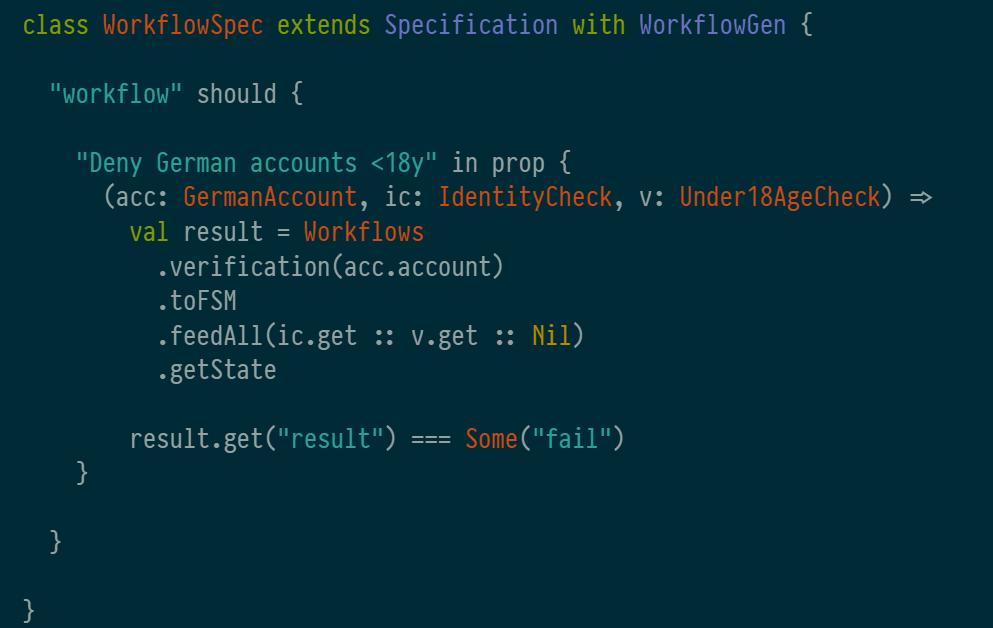 class WorkflowSpec extends Specification with WorkflowGen {
"workflow" should {
"Deny German accounts <18y" in prop {
(acc: GermanAccount, ic: IdentityCheck, v: Under18AgeCheck) =>
val result = Workflows
.verification(acc.account)
.toFSM
.feedAll(ic.get :: v.get :: Nil)
.getState
result.get("result") === Some("fail")
}
}
}